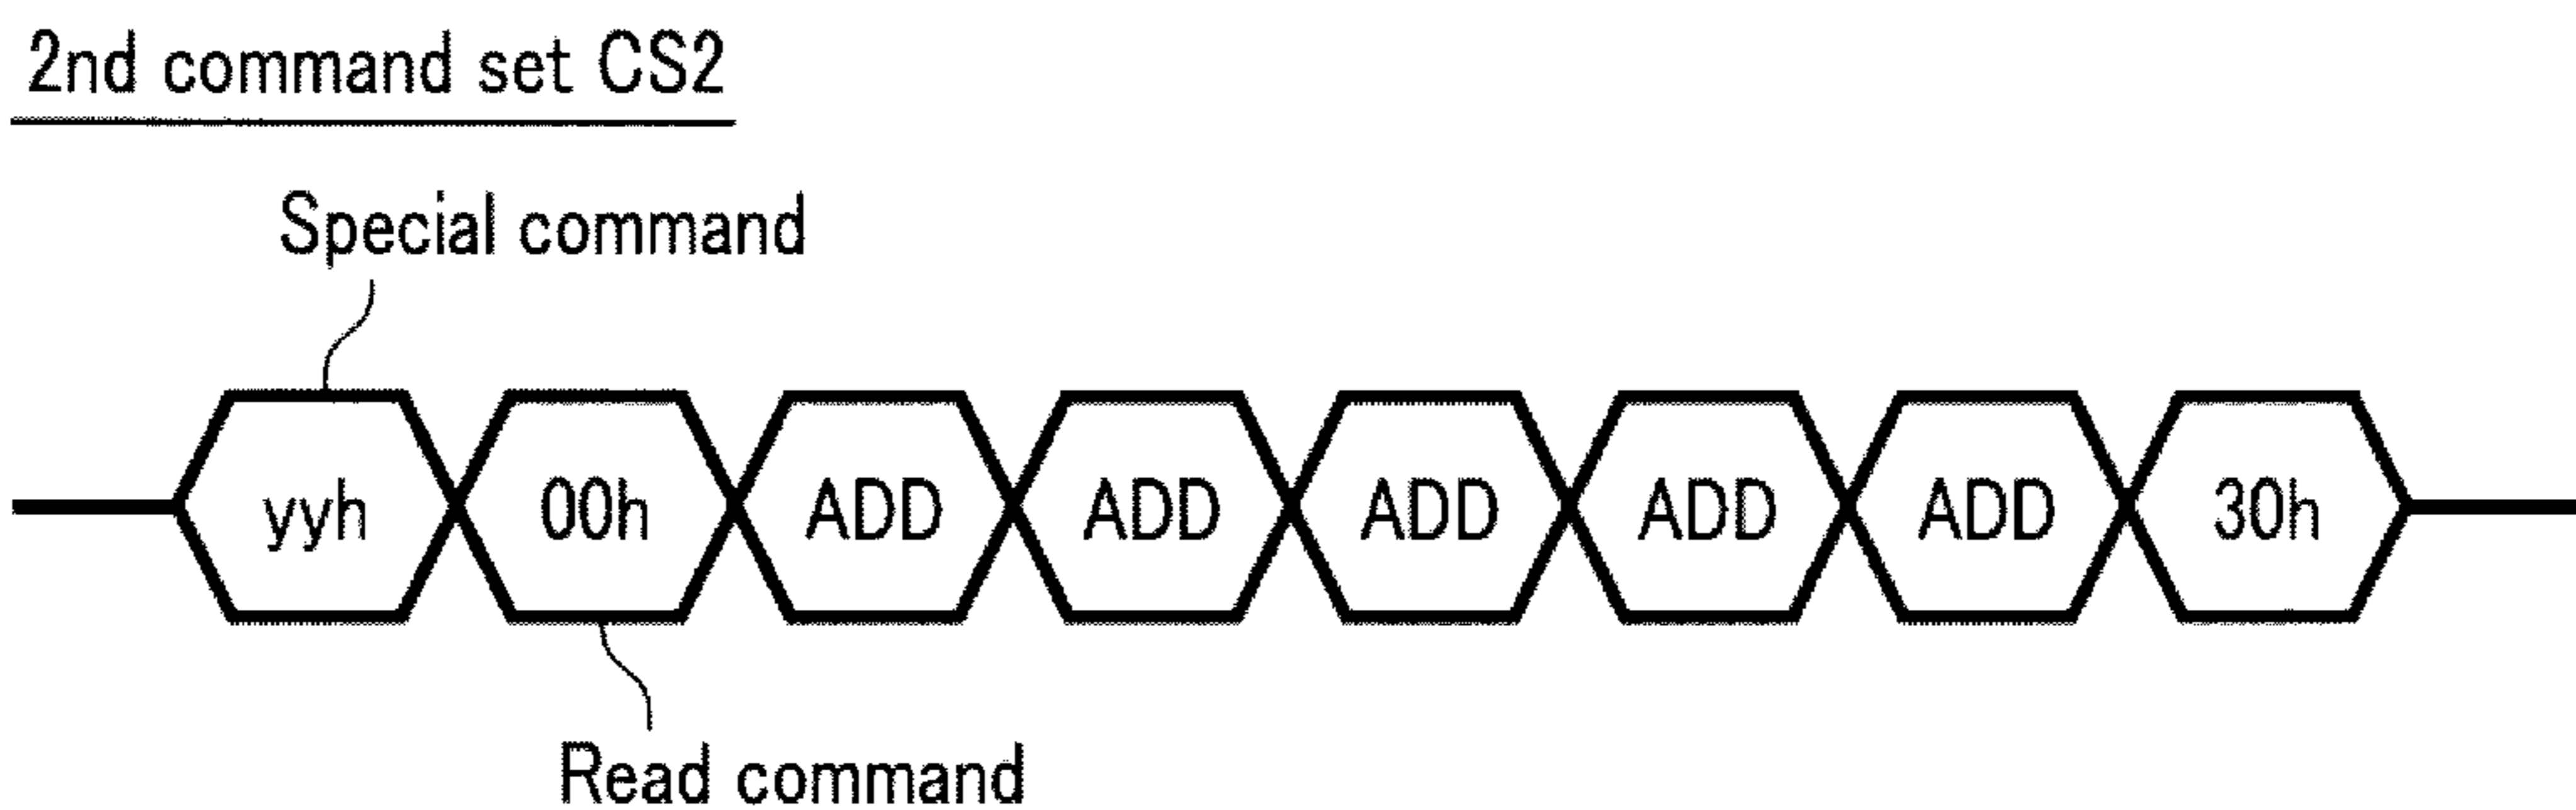 2nd command set CS2
Special command
yyh 00h ADD ADD ADD ADD ADD 30h
Read command